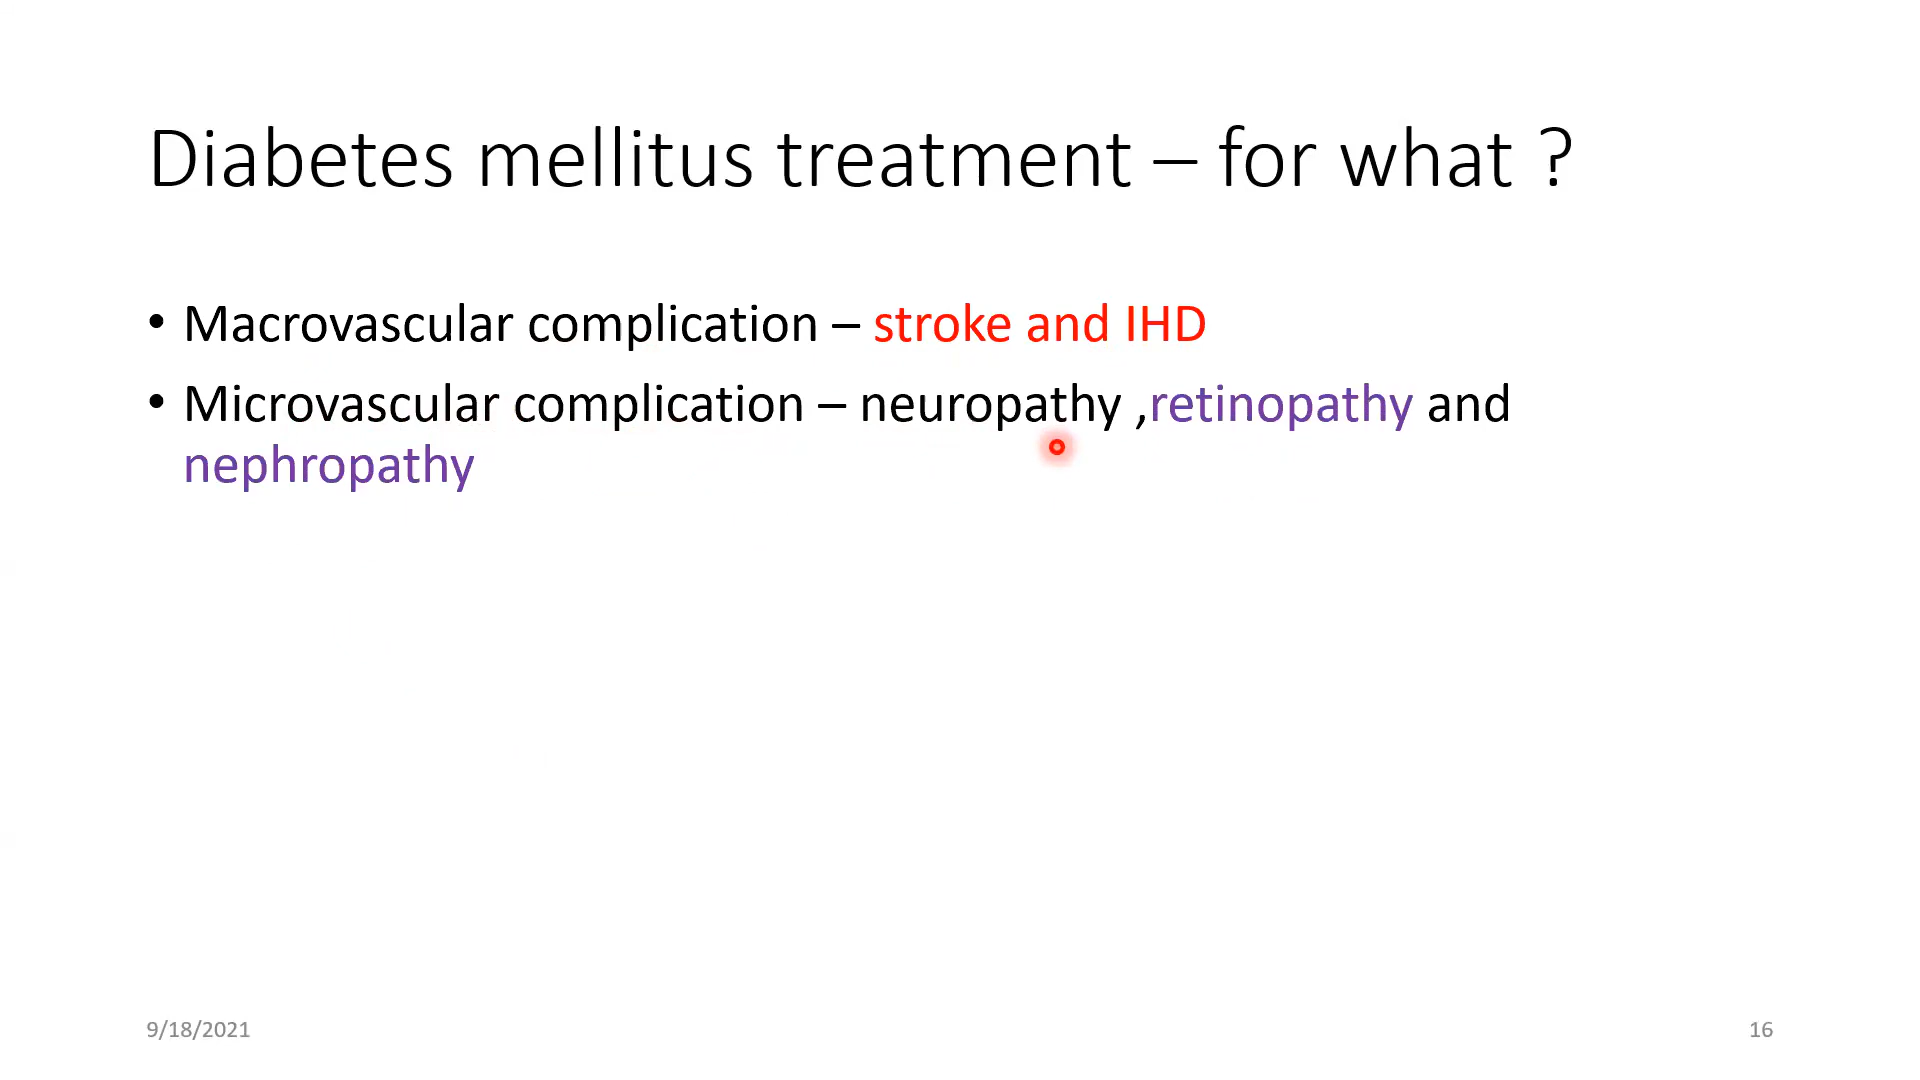 Diabetes mellitus treatment – for what ?
• Macrovascular complication – stroke and IHD
• Microvascular complication – neuropathy ,retinopathy and
nephropathy
9/18/2021
16